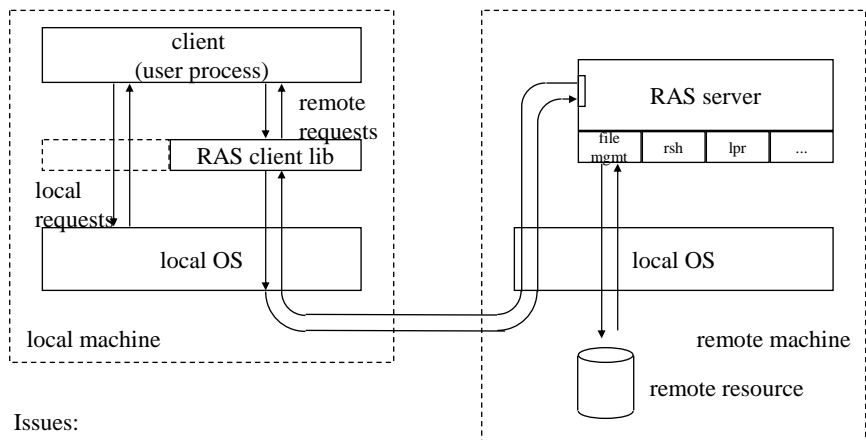 client
(user process)
remote
requests
RAS client lib
local
requests
local OS
local machine
RAS server
file
mgmt
rsh
lpr
...
local OS
remote machine
remote resource
Issues: